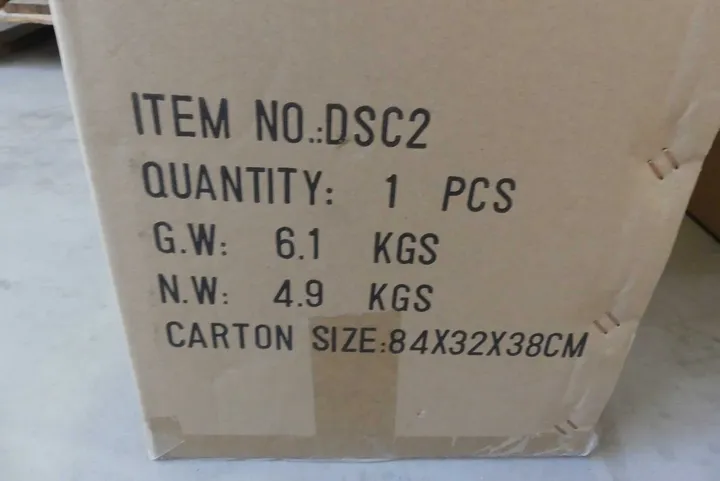 ITEM NO.:DSC2
QUANTITY: 1 PCS
G.W: 6.1 KGS
N.W: 4.9 KGS
CARTON SIZE:84X32X38CM